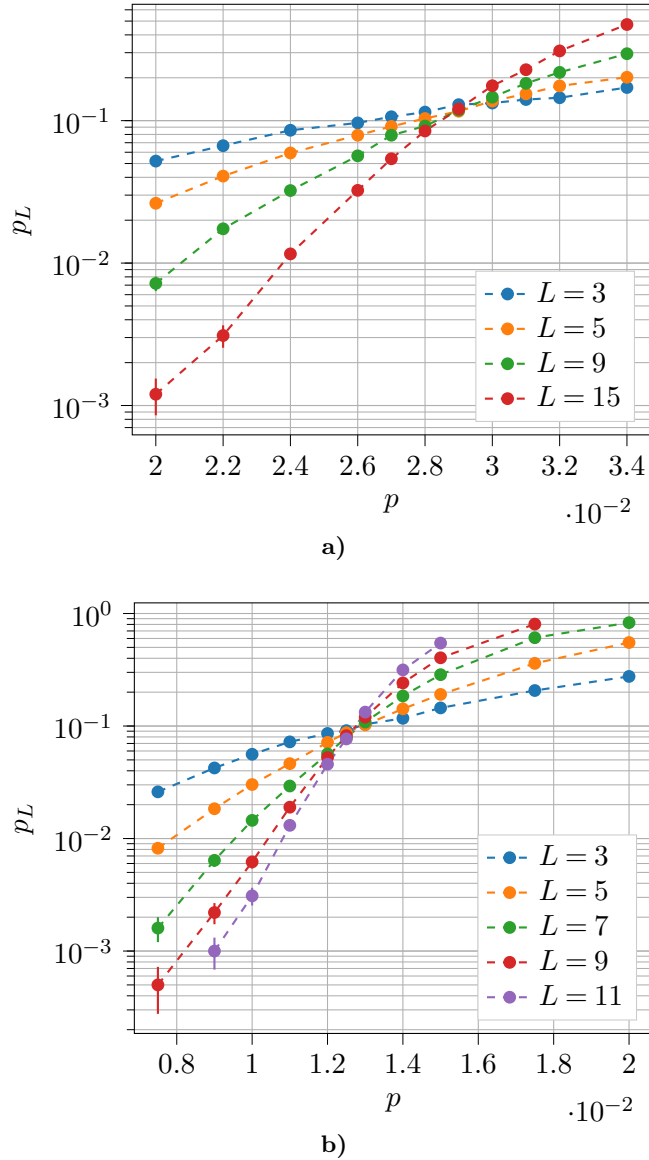 10⁻¹
10⁻²
10⁻³
p_L
L = 3
L = 5
L = 9
L = 15
2 2.2 2.4 2.6 2.8 3 3.2 3.4
p
·10⁻²
a)
10⁰
10⁻¹
10⁻²
10⁻³
p_L
L = 3
L = 5
L = 7
L = 9
L = 11
0.8 1 1.2 1.4 1.6 1.8 2
p
·10⁻²
b)